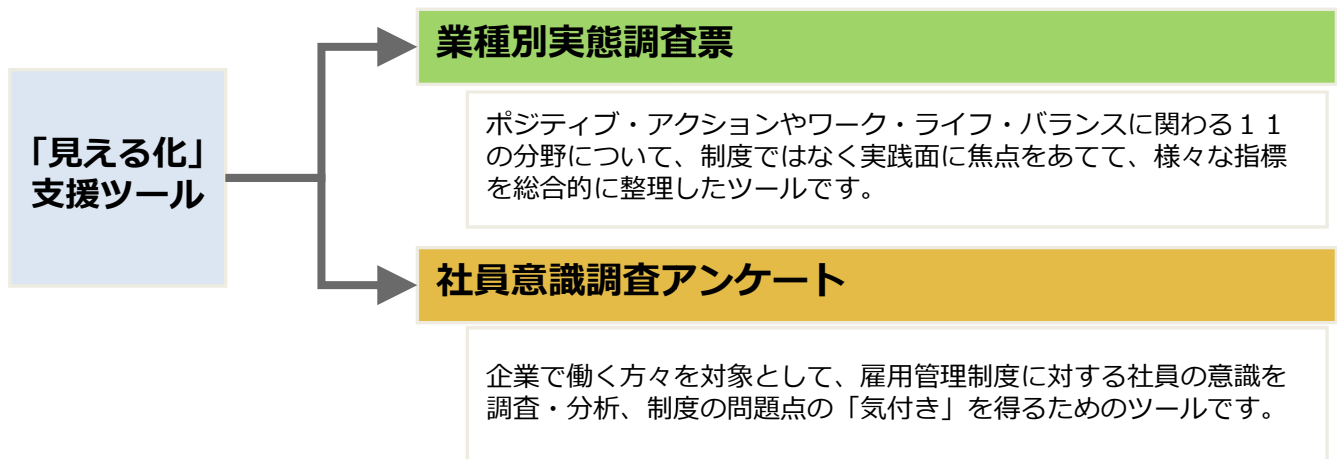 「見える化」
支援ツール
業種別実態調査票
ポジティブ・アクションやワーク・ライフ・バランスに関わる１１
の分野について、制度ではなく実践面に焦点をあてて、様々な指標
を総合的に整理したツールです。
社員意識調査アンケート
企業で働く方々を対象として、雇用管理制度に対する社員の意識を
調査・分析、制度の問題点の「気付き」を得るためのツールです。